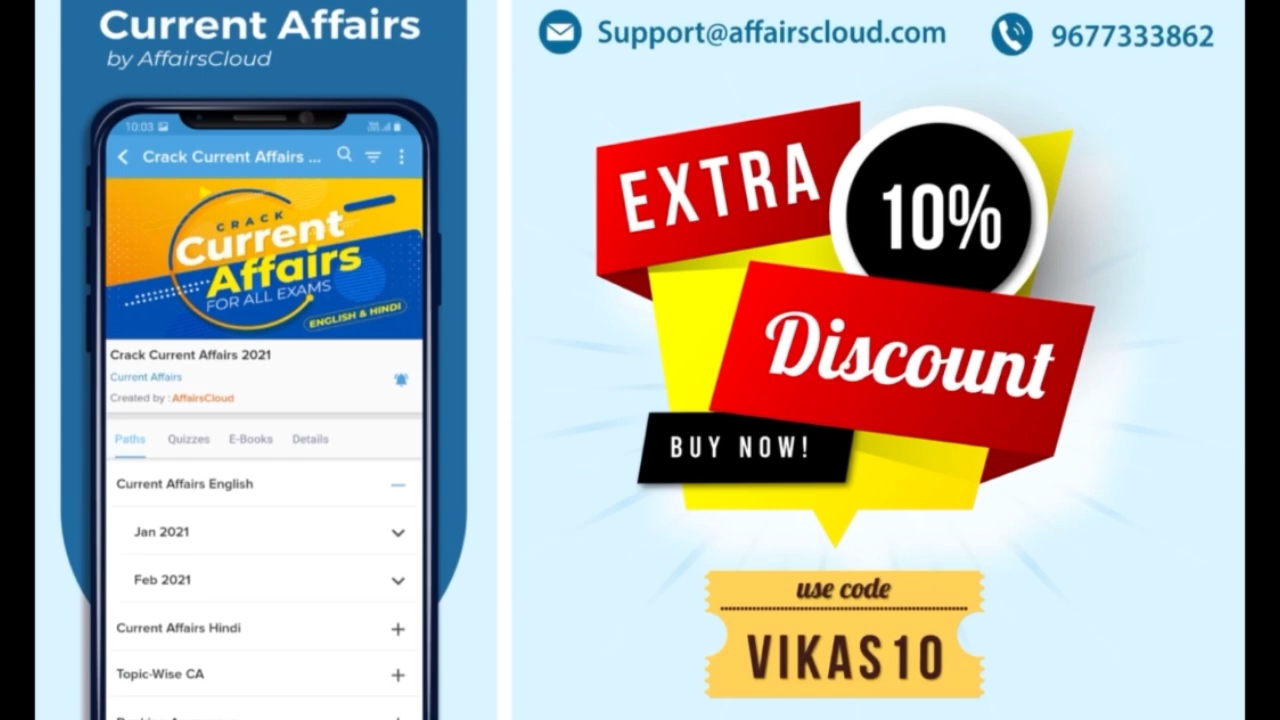 Current Affairs
by AffairsCloud
10:03
Crack Current Affairs ...
CRACK
Current
Affairs
FOR ALL EXAMS
ENGLISH & HINDI
Crack Current Affairs 2021
Current Affairs
Created by : AffairsCloud
Paths Quizzes E-Books Details
Current Affairs English
Jan 2021
Feb 2021
Current Affairs Hindi
Topic-Wise CA
Support@affairscloud.com
9677333862
EXTRA
10%
Discount
BUY NOW!
use code
VIKAS10